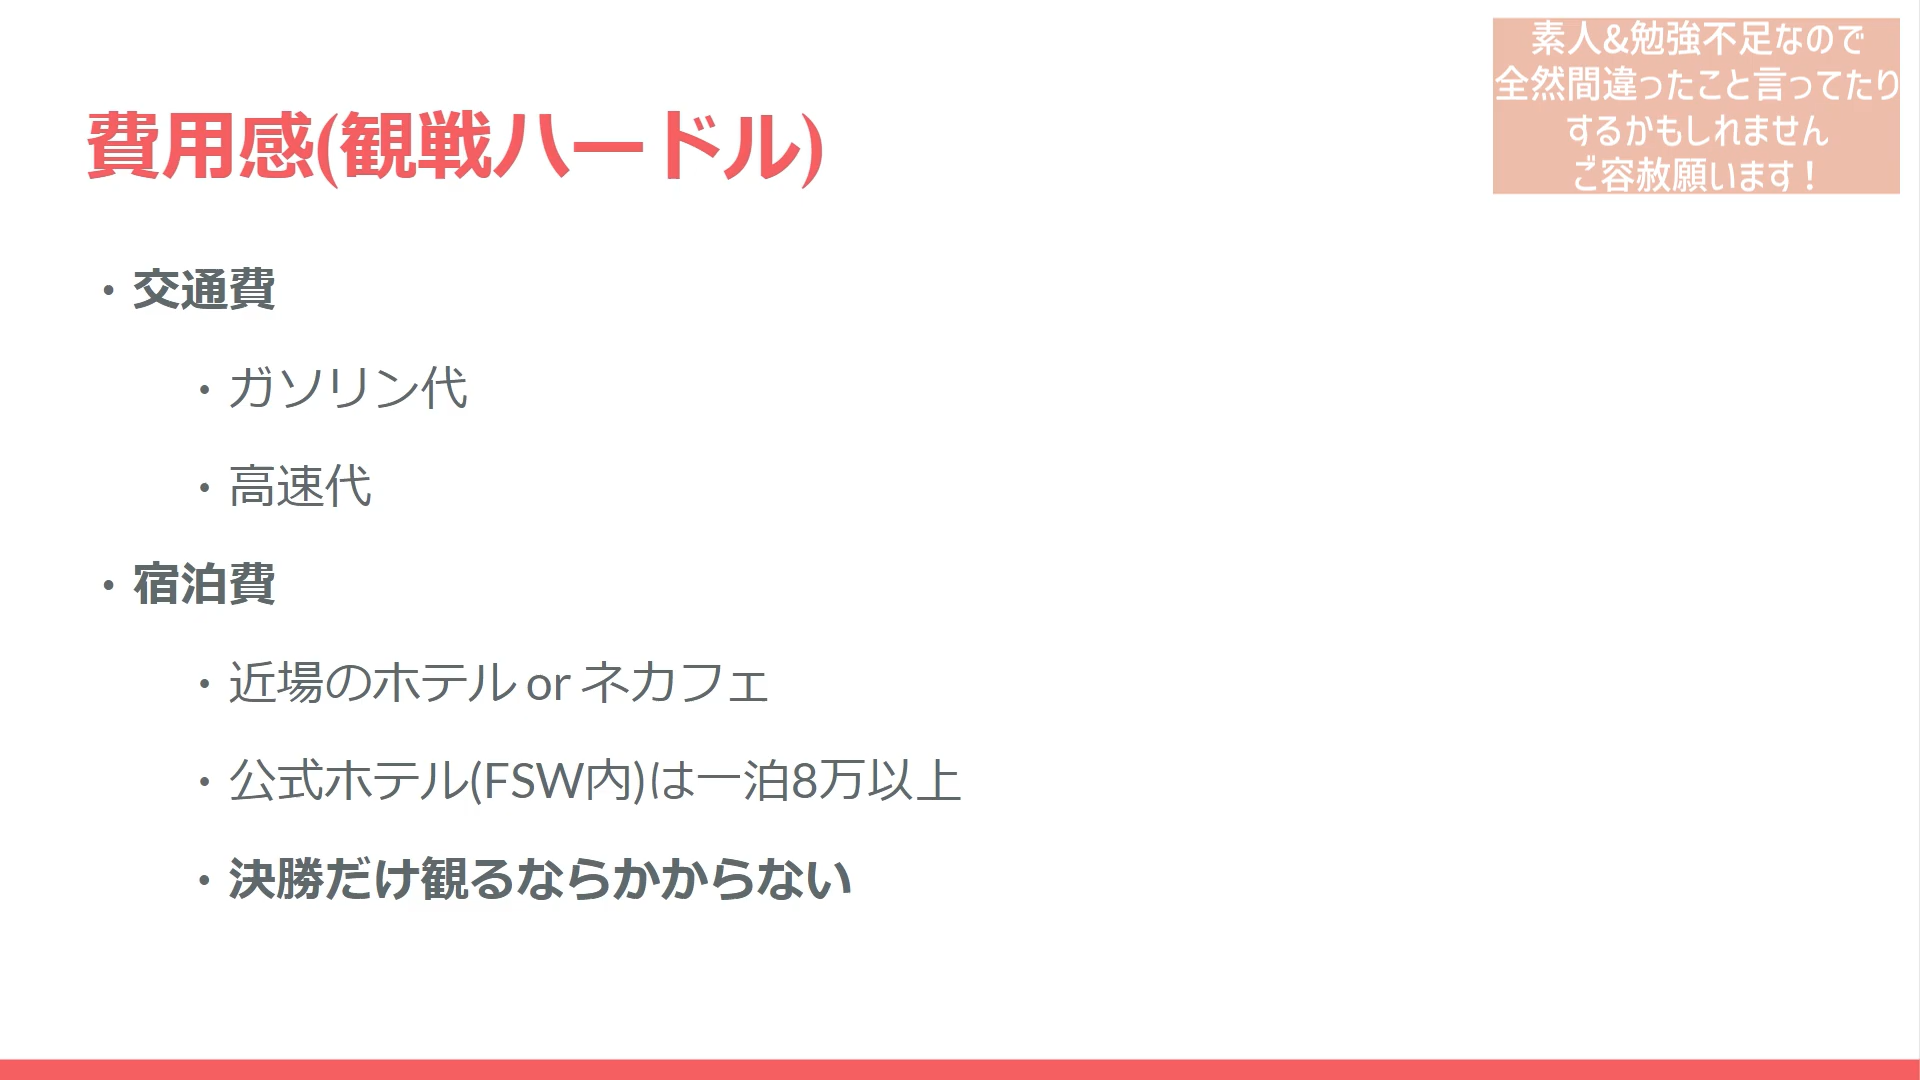 素人&勉強不足なので
全然間違ったこと言ってたり
するかもしれません
ご容赦願います！
費用感(観戦ハードル)
・交通費
・ガソリン代
・高速代
・宿泊費
・近場のホテル or ネカフェ
・公式ホテル(FSW内)は一泊8万以上
・決勝だけ観るならかからない